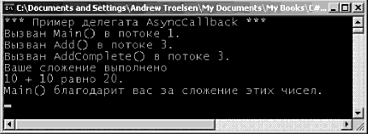 C:\Documents and Settings\Andrew Troelsen\My Documents\My Books\C#...
*** Пример делегата AsyncCallback ***
Вызван Main() в потоке 1.
Вызван Add() в потоке 3.
Вызван AddComplete() в потоке 3.
Ваше сложение выполнено
10 + 10 равно 20.
Main() благодарит вас за сложение этих чисел.